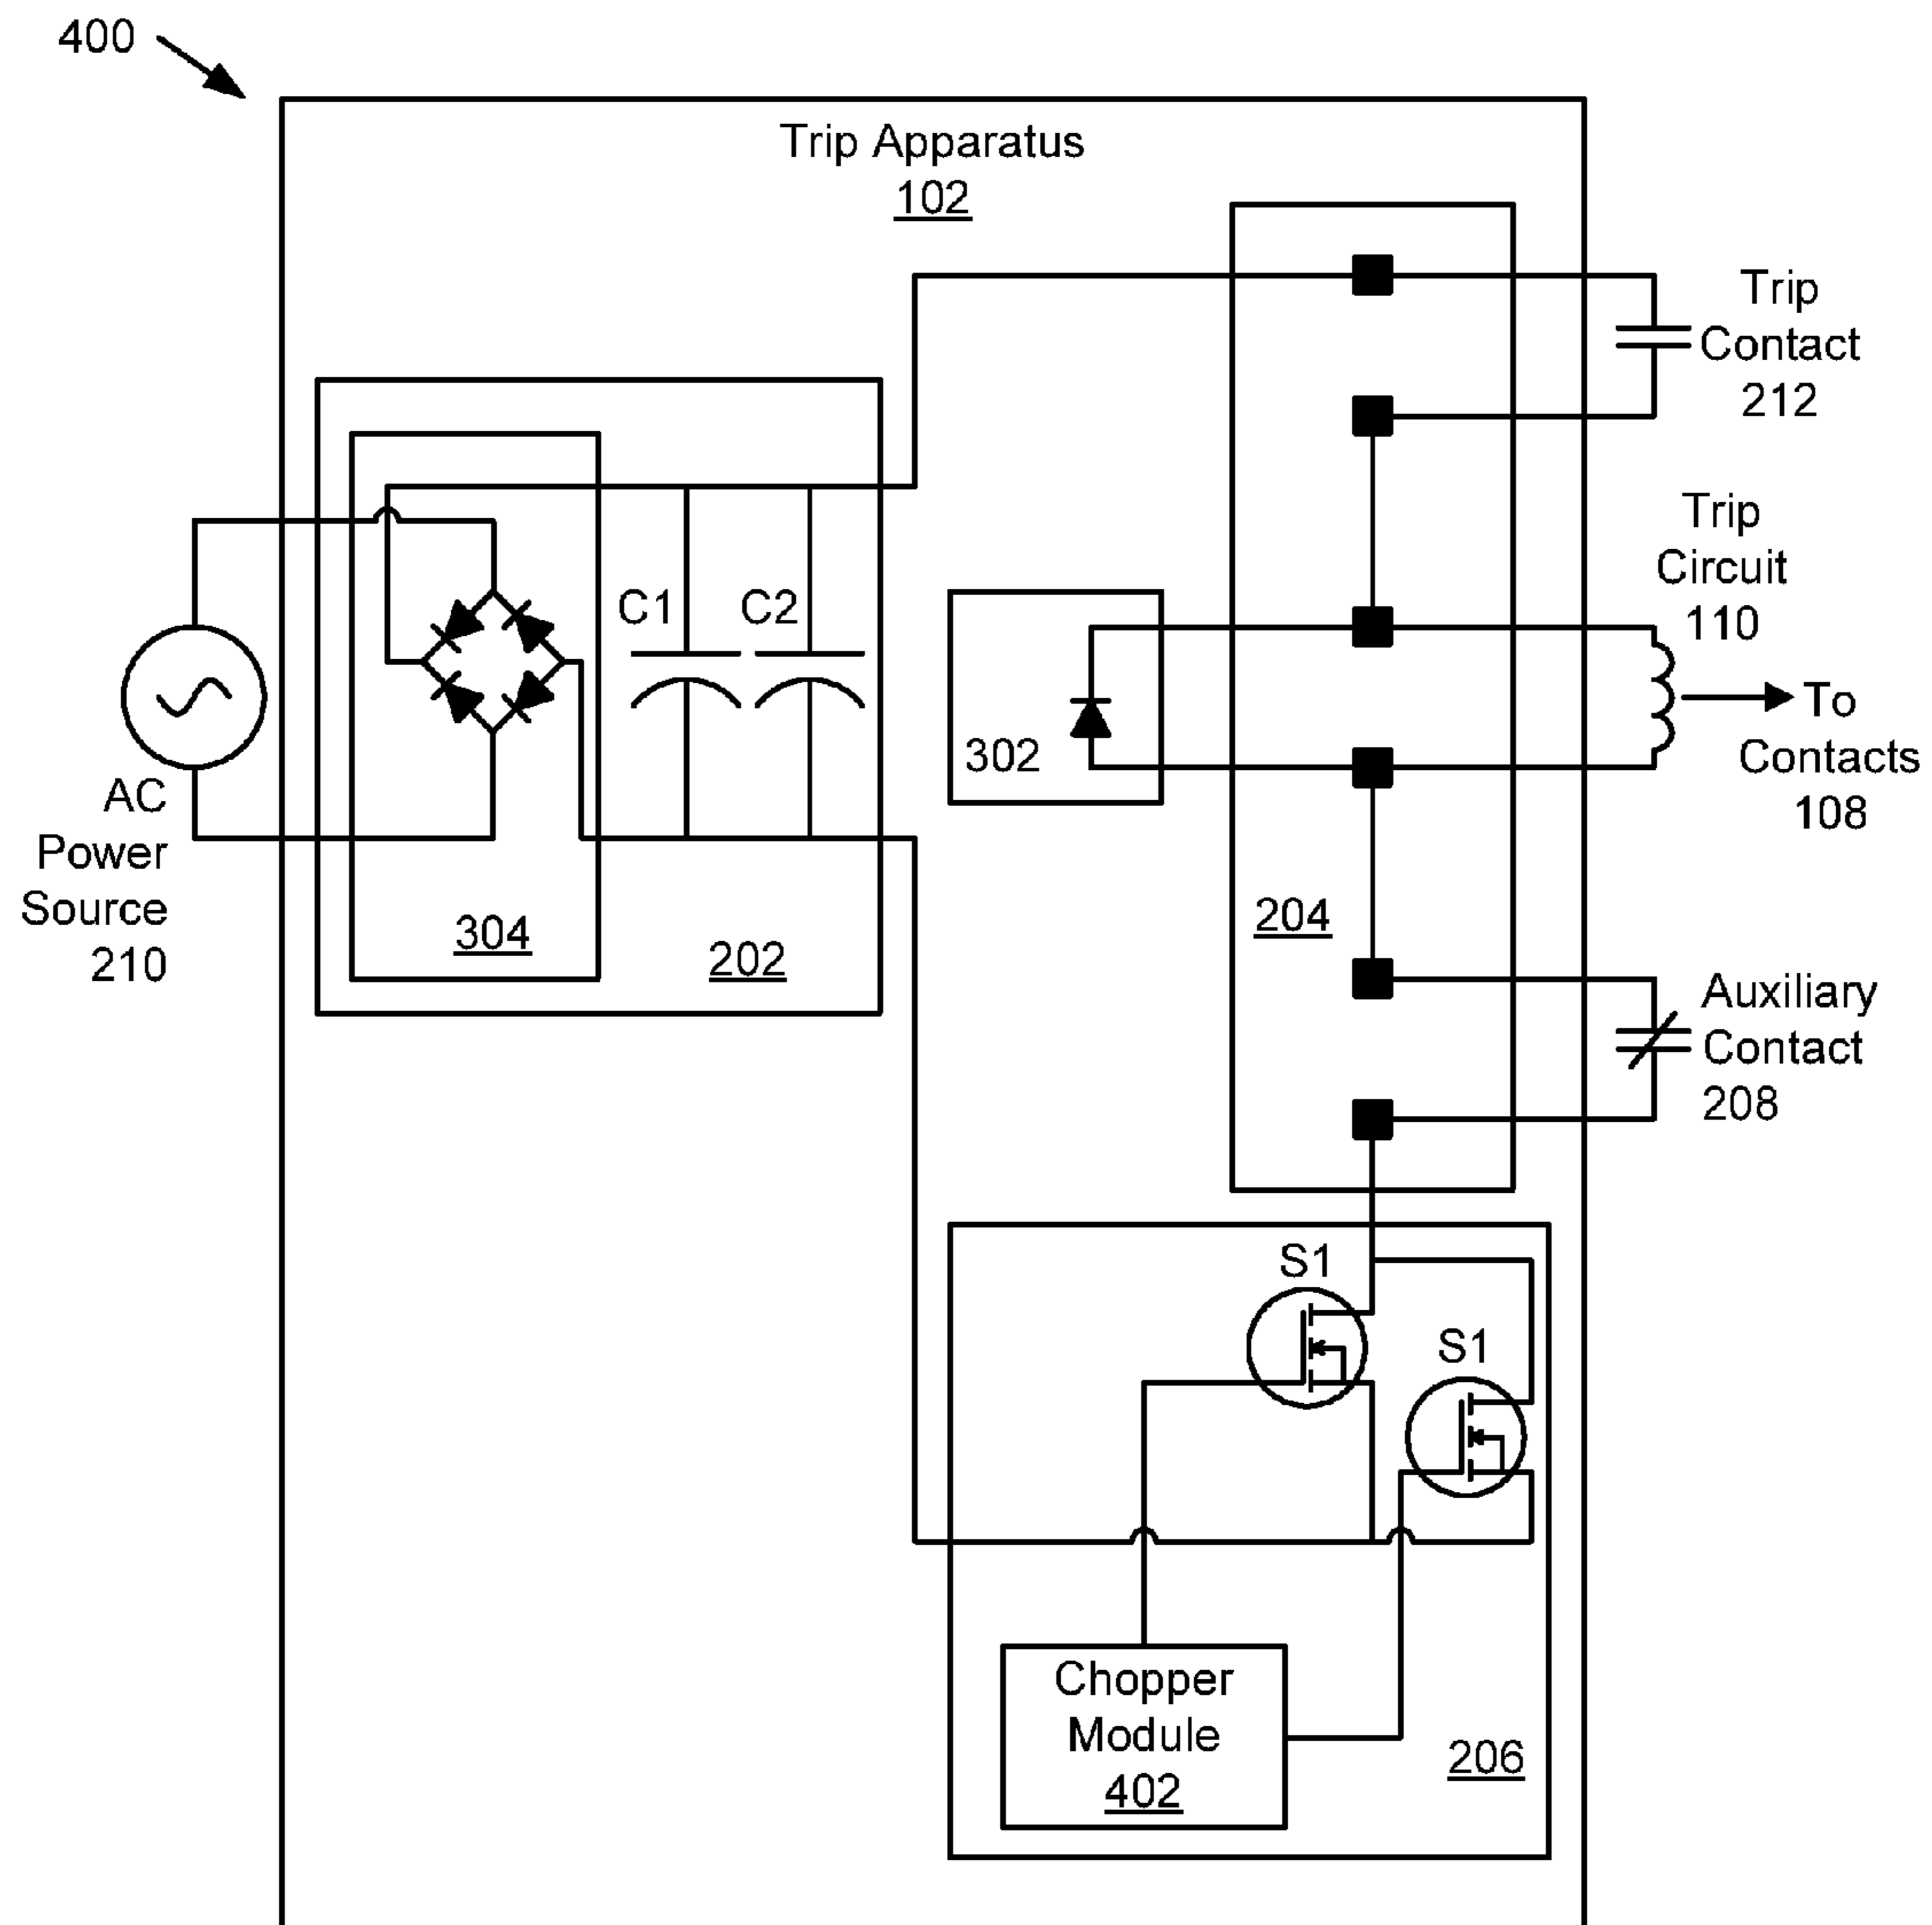 400
Trip Apparatus
102
Trip
Contact
212
Trip
Circuit
110
C1
C2
302
To
Contacts
108
AC
Power
Source
210
304
202
204
Auxiliary
Contact
208
S1
S1
Chopper
Module
402
206